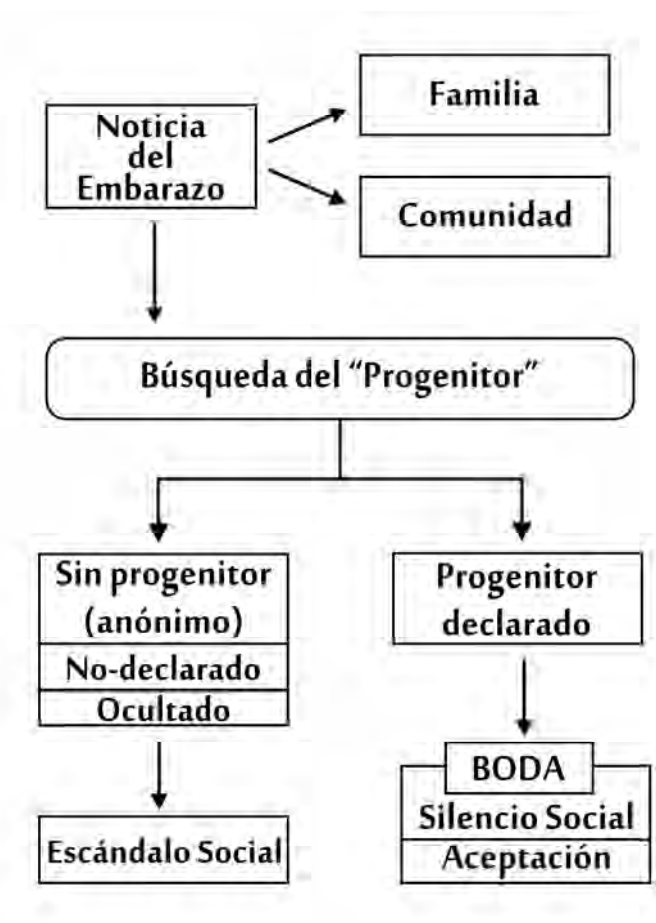 Familia
Noticia
del
Embarazo
Comunidad
Búsqueda del “Progenitor”
Sin progenitor
(anónimo)
No-declarado
Ocultado
Progenitor
declarado
BODA
Silencio Social
Aceptación
Escándalo Social